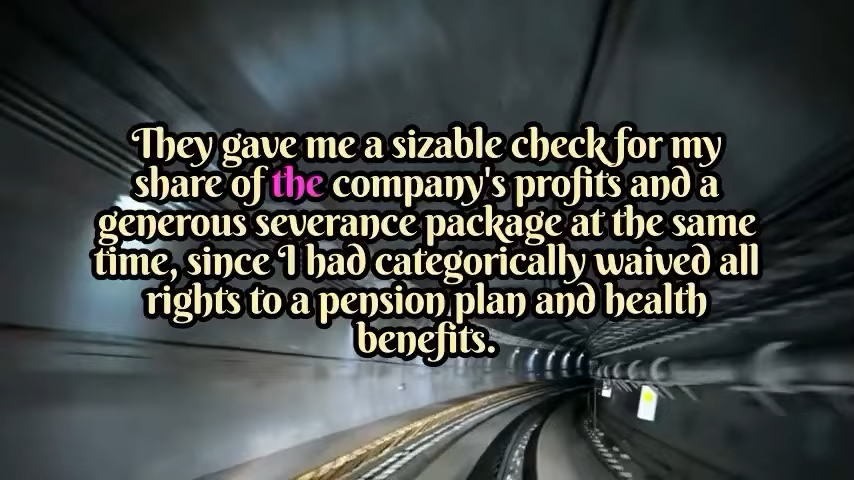 They gave me a sizable check for my
share of the company's profits and a
generous severance package at the same
time, since I had categorically waived all
rights to a pension plan and health
benefits.